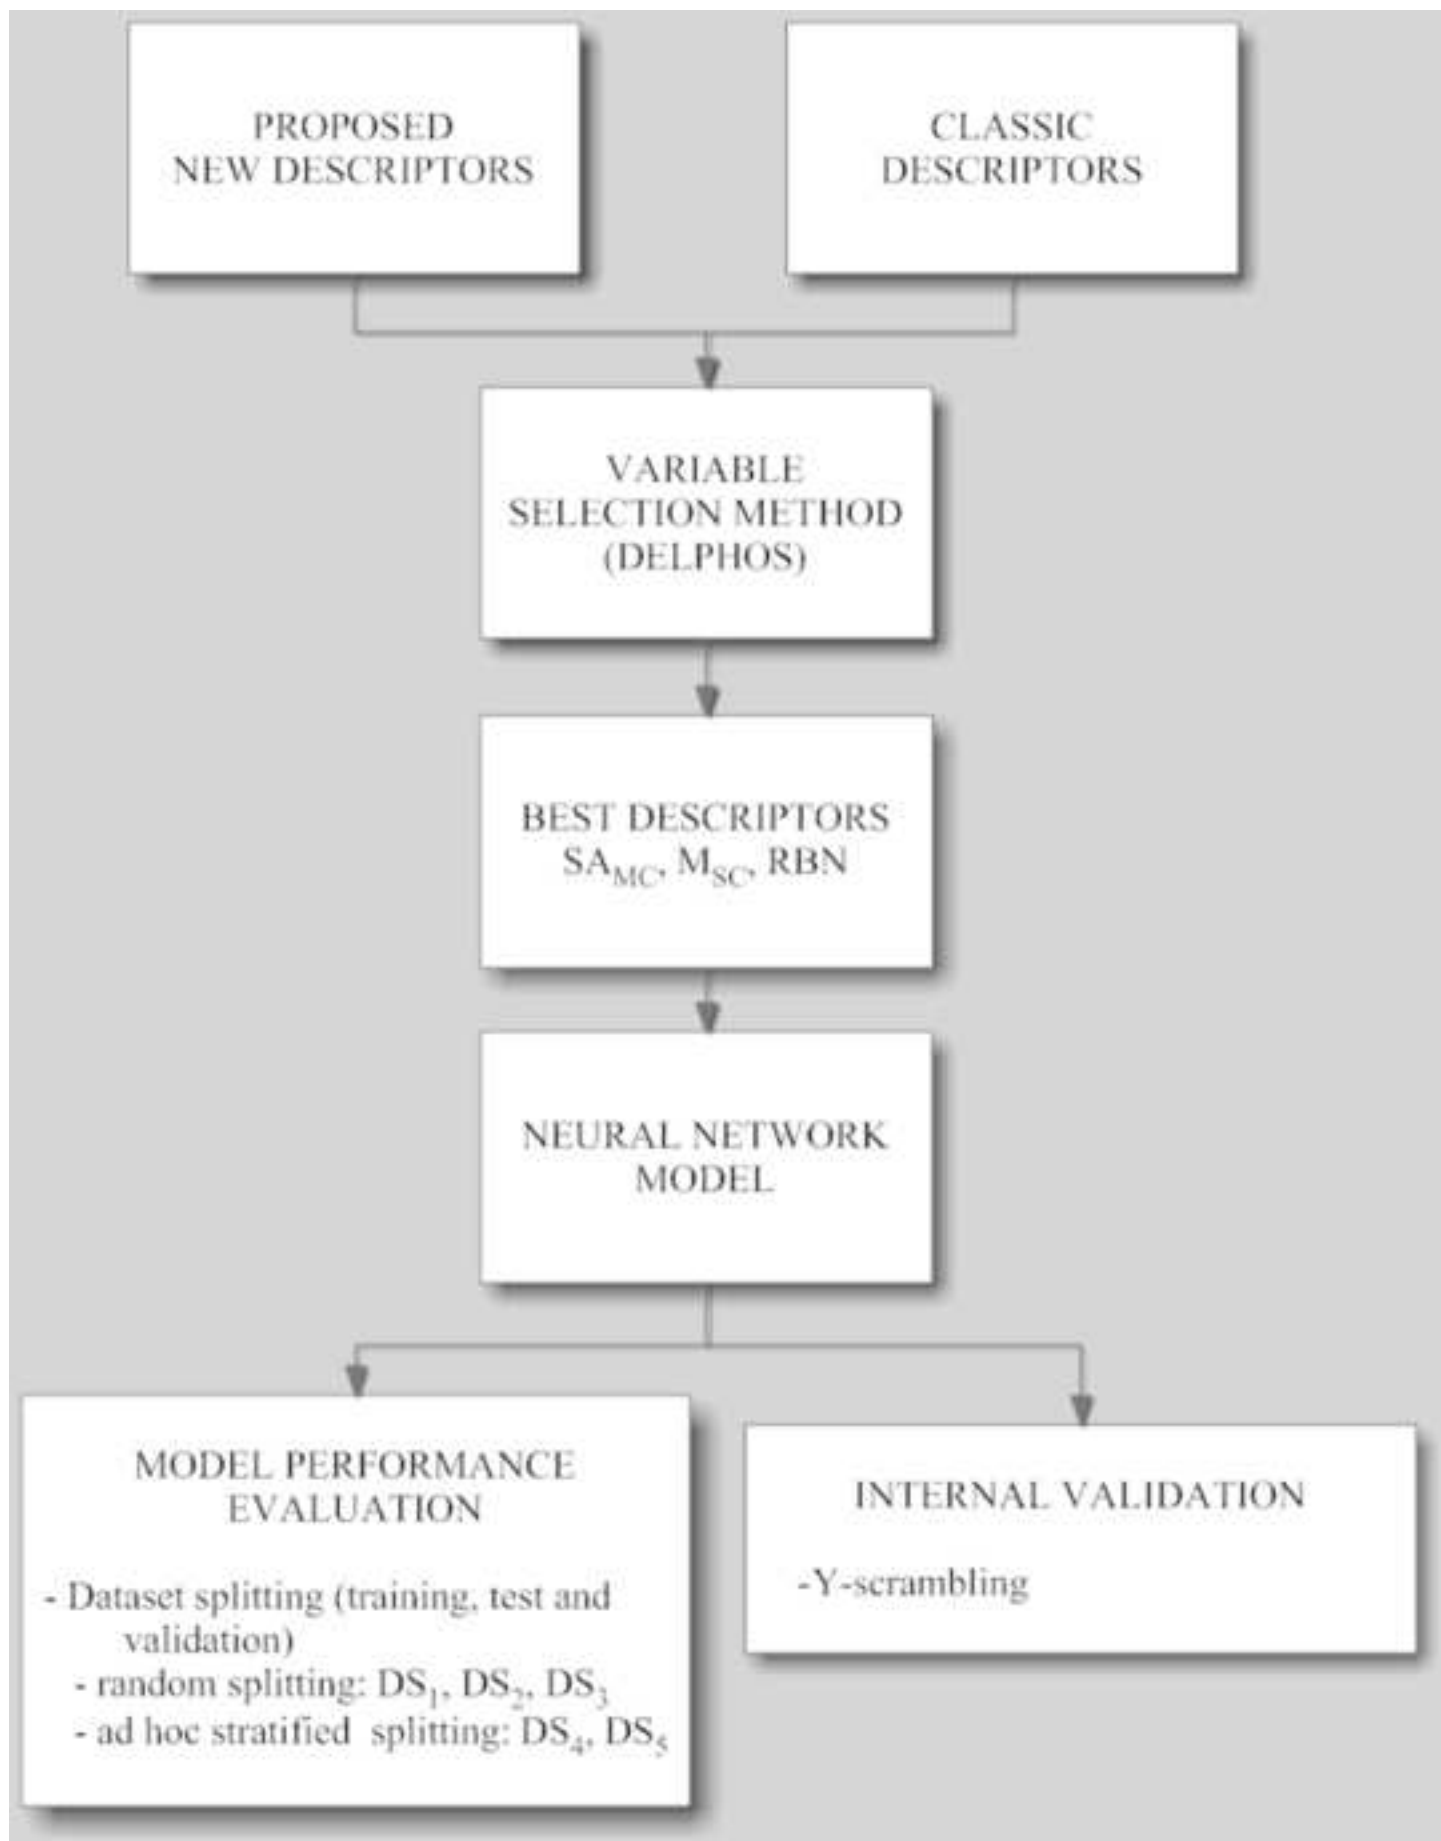 PROPOSED
NEW DESCRIPTORS
CLASSIC
DESCRIPTORS
VARIABLE
SELECTION METHOD
(DELPHOS)
BEST DESCRIPTORS
SA_MC, M_SC, RBN
NEURAL NETWORK
MODEL
MODEL PERFORMANCE
EVALUATION
- Dataset splitting (training, test and
validation)
- random splitting: DS₁, DS₂, DS₃
- ad hoc stratified splitting: DS₄, DS₅
INTERNAL VALIDATION
-Y-scrambling